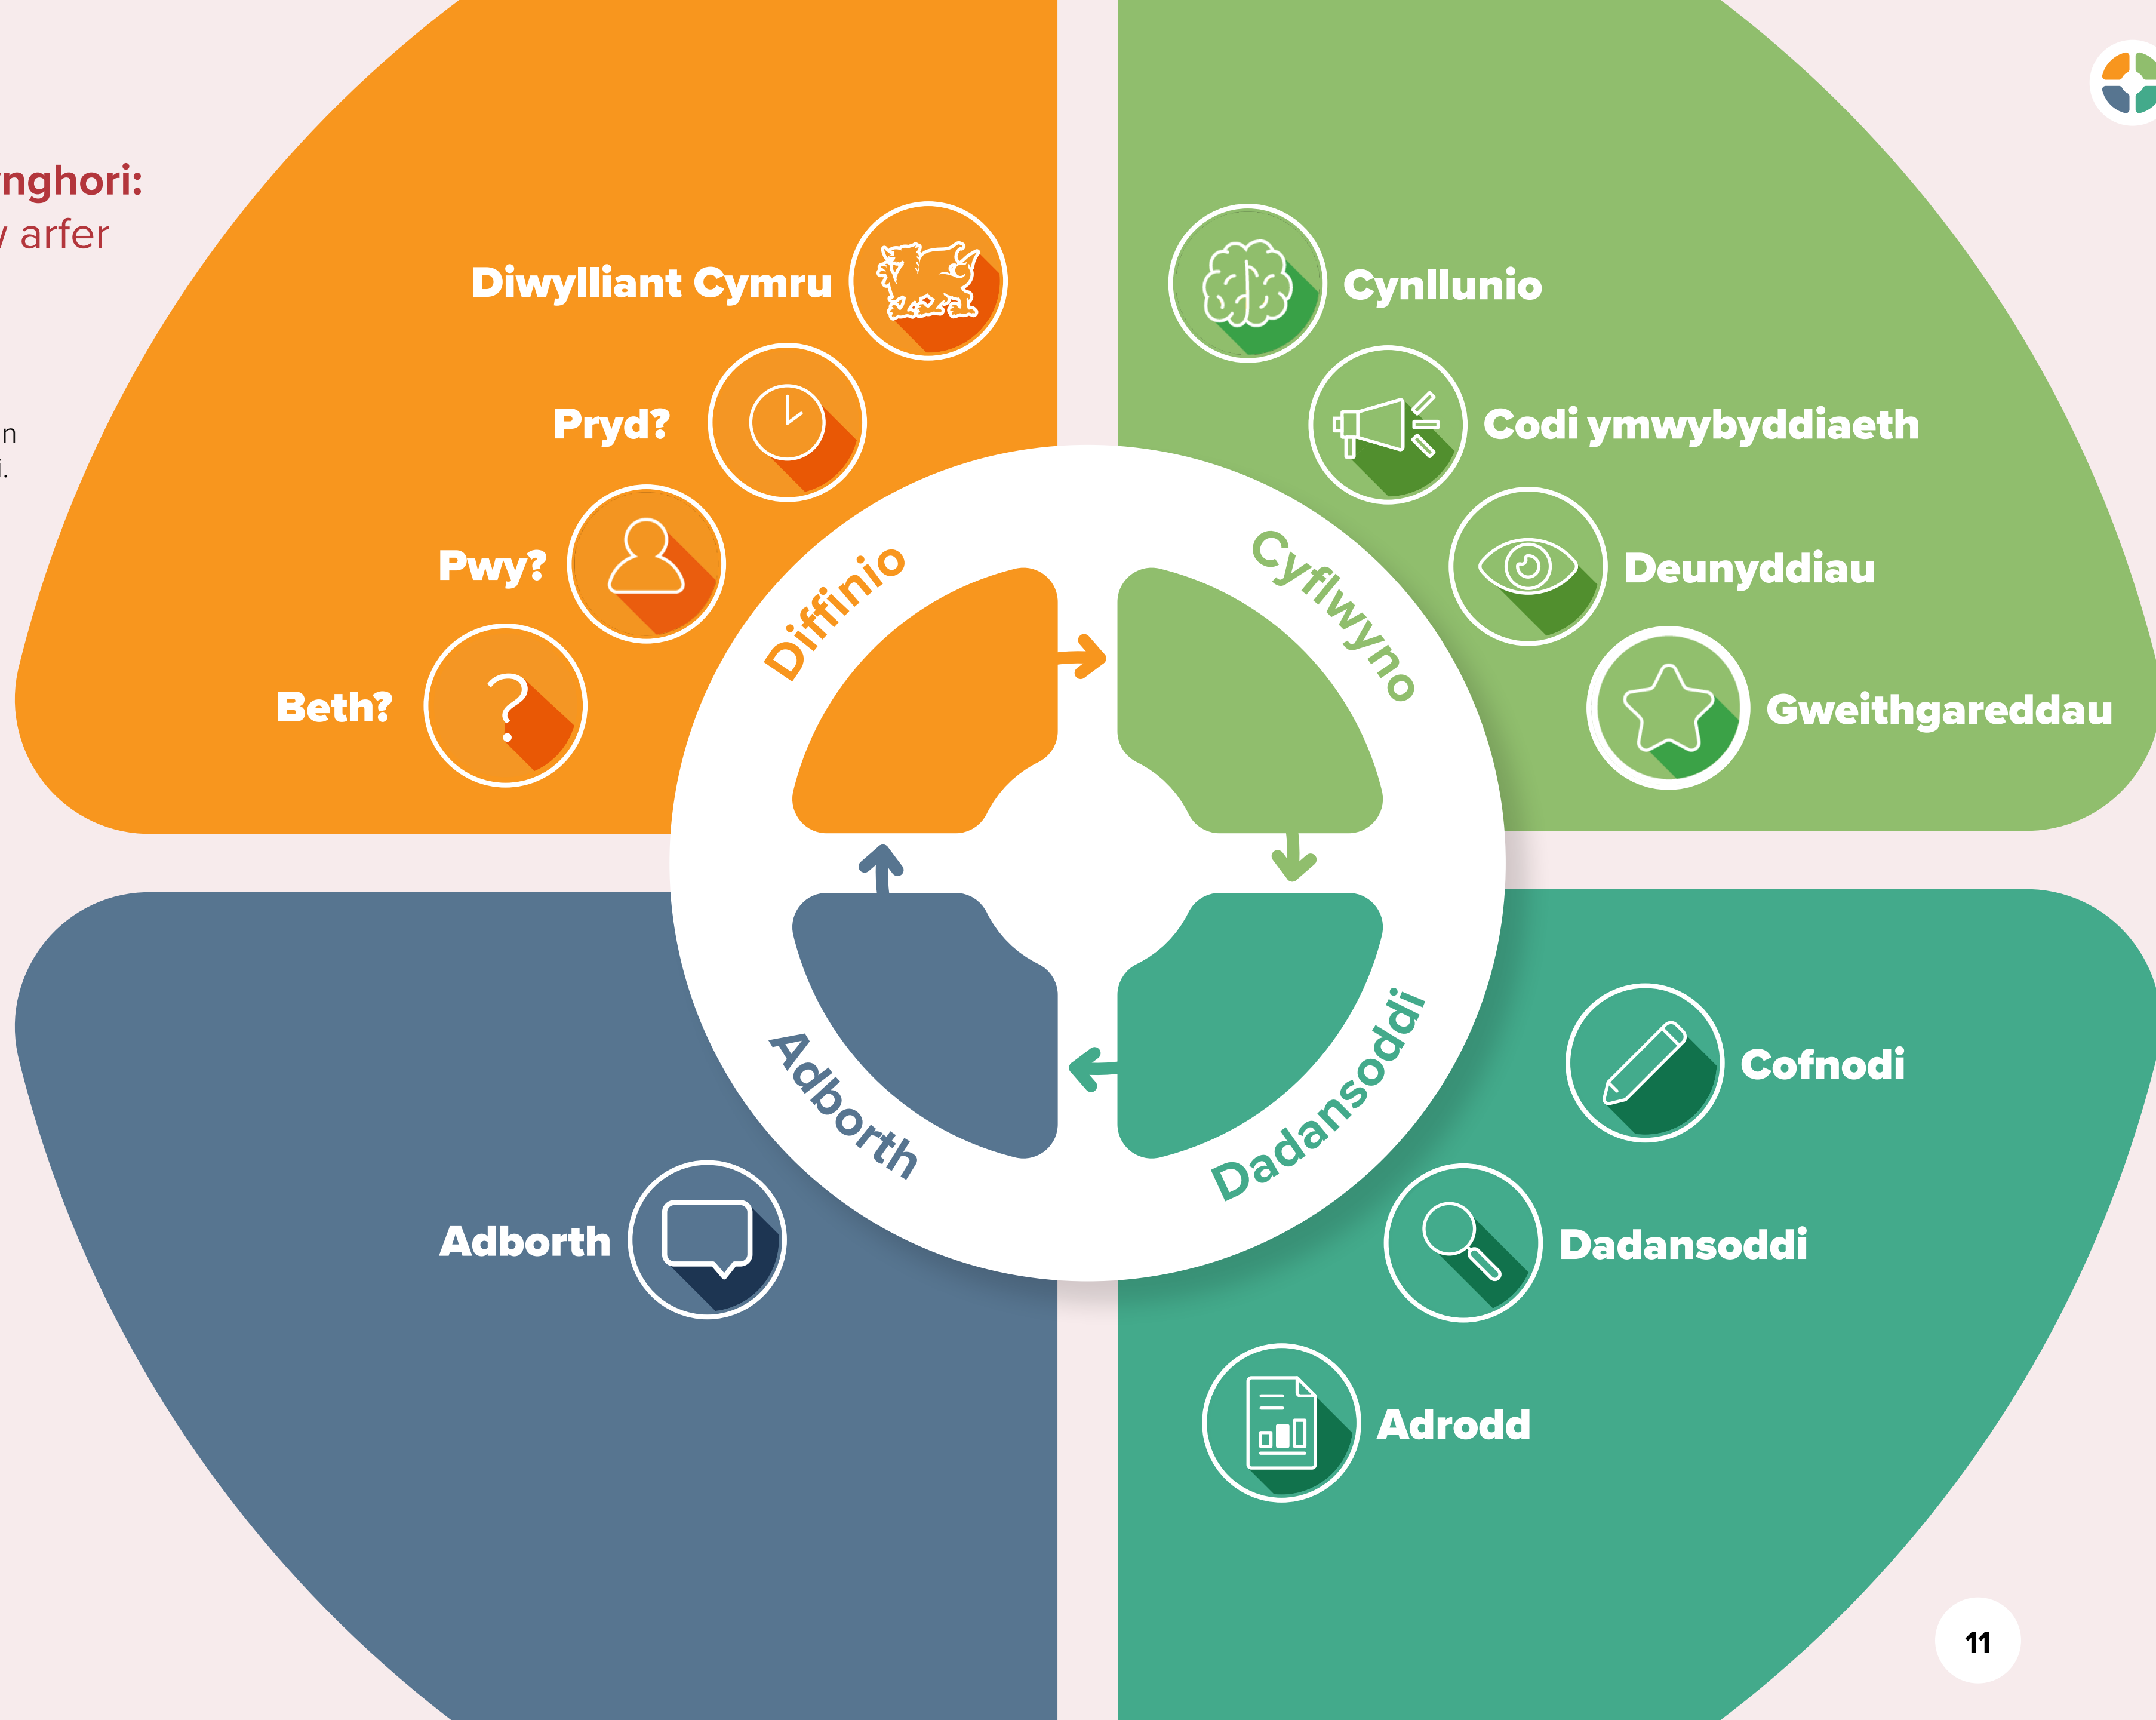 nghori:
arfer
n
i.
Diwylliant Cymru
Pryd?
Pwy?
Beth?
Cynllunio
Codi ymwybyddiaeth
Deunyddiau
Gweithgareddau
Diffinio
Cyflwyno
Adborth
Dadansoddi
Adborth
Cofnodi
Dadansoddi
Adrodd
11